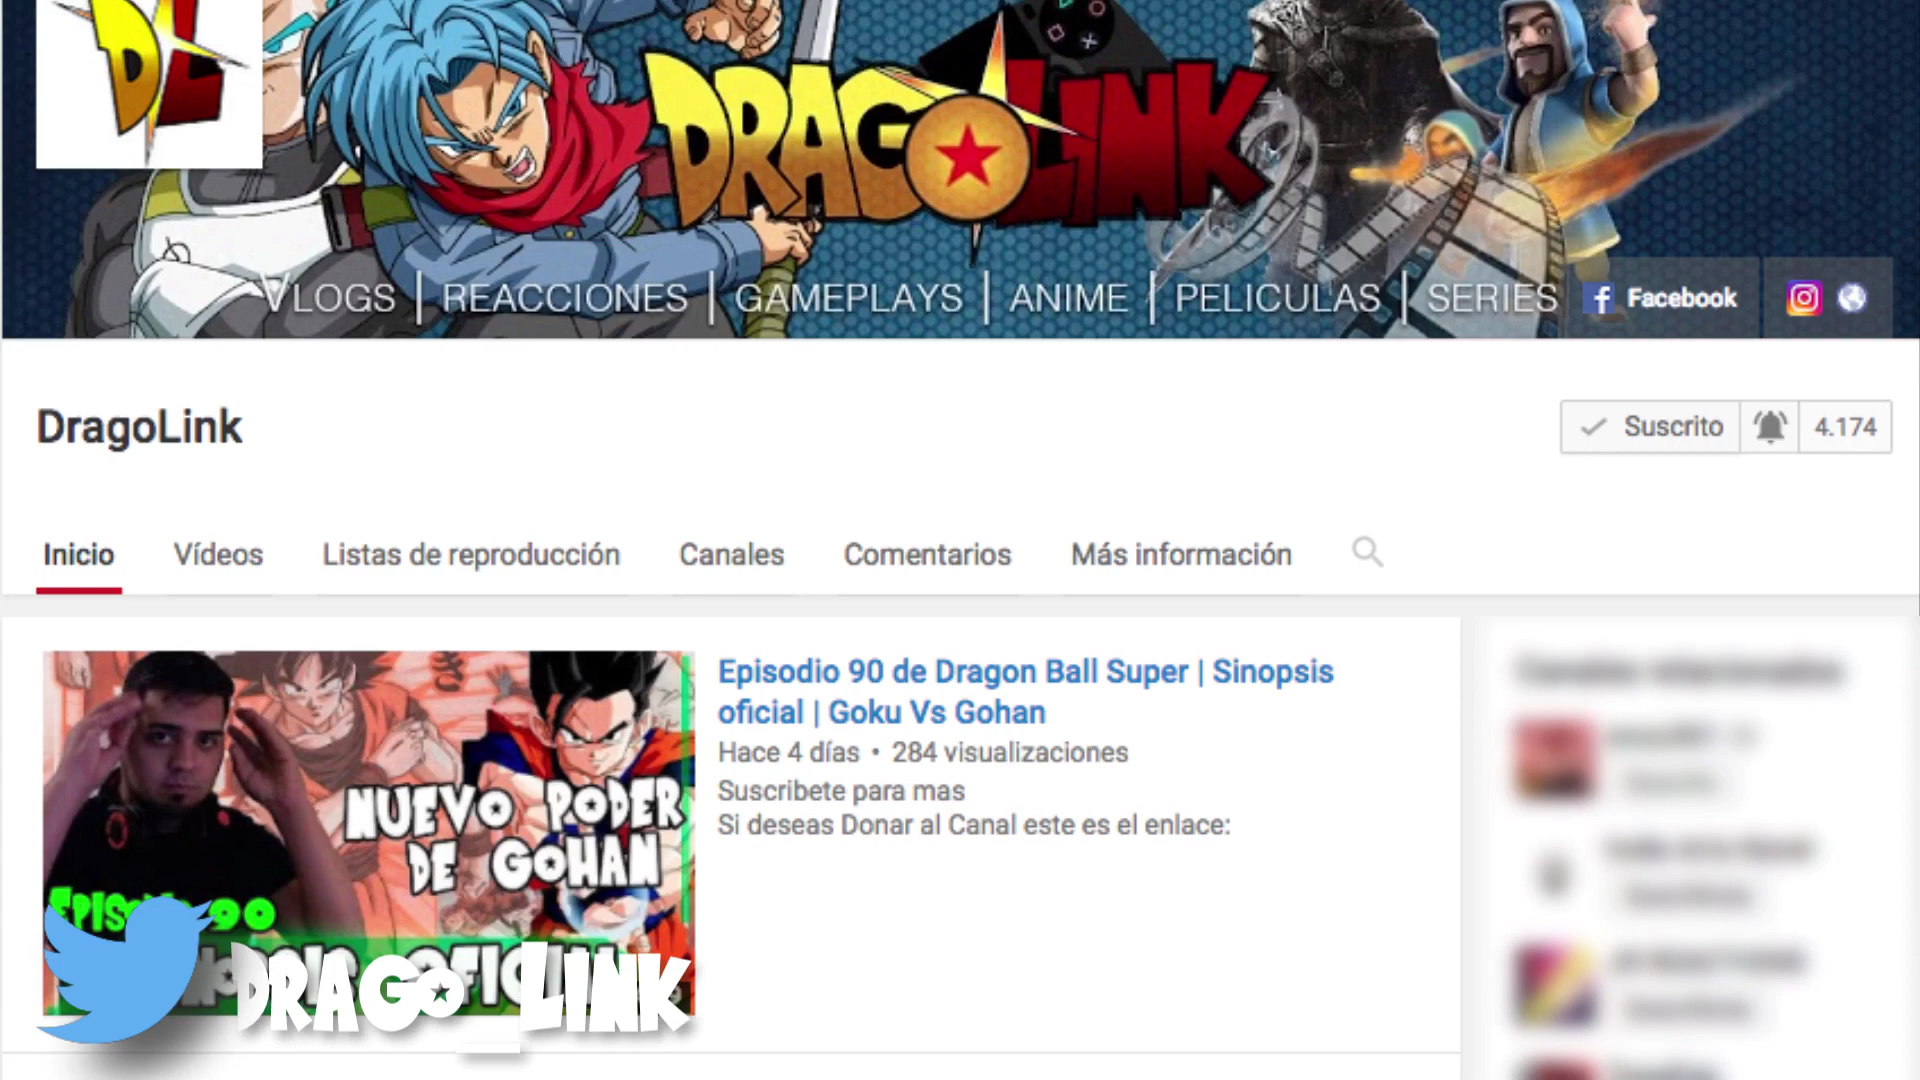 DL
DRAGOLINK
VLOGS | REACCIONES | GAMEPLAYS | ANIME | PELICULAS | SERIES
Facebook
DragoLink
Suscrito
4.174
Inicio
Vídeos
Listas de reproducción
Canales
Comentarios
Más información
Episodio 90 de Dragon Ball Super | Sinopsis
oficial | Goku Vs Gohan
Hace 4 días • 284 visualizaciones
Suscribete para mas
Si deseas Donar al Canal este es el enlace:
NUEVO PODER
DE GOHAN
90
DRAGO_LINK